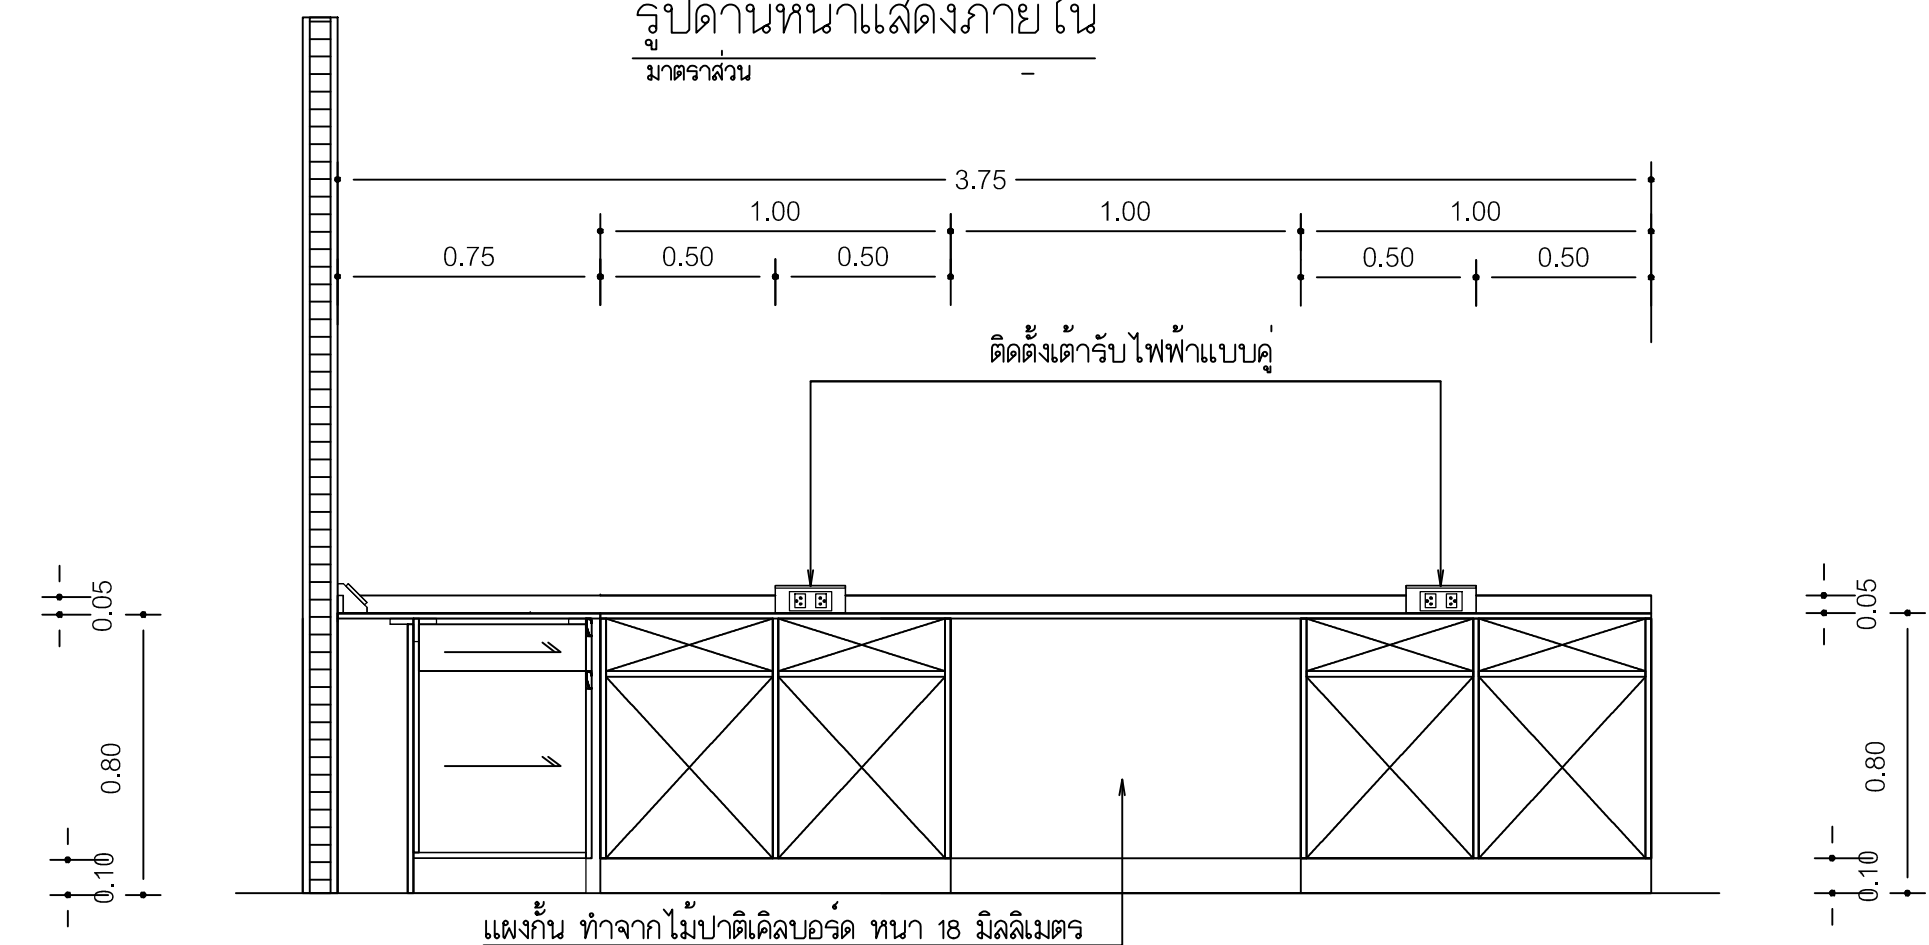 รูปด้านหน้าแสดงภายใน
มาตราส่วน -
3.75
1.00 1.00 1.00
0.75 0.50 0.50 0.50 0.50
ติดตั้งเต้ารับไฟฟ้าแบบคู่
0.05 0.05
0.80 0.80
0.10 0.10
แผงกั้น ทำจากไม้ปาติเคิลบอร์ด หนา 18 มิลลิเมตร